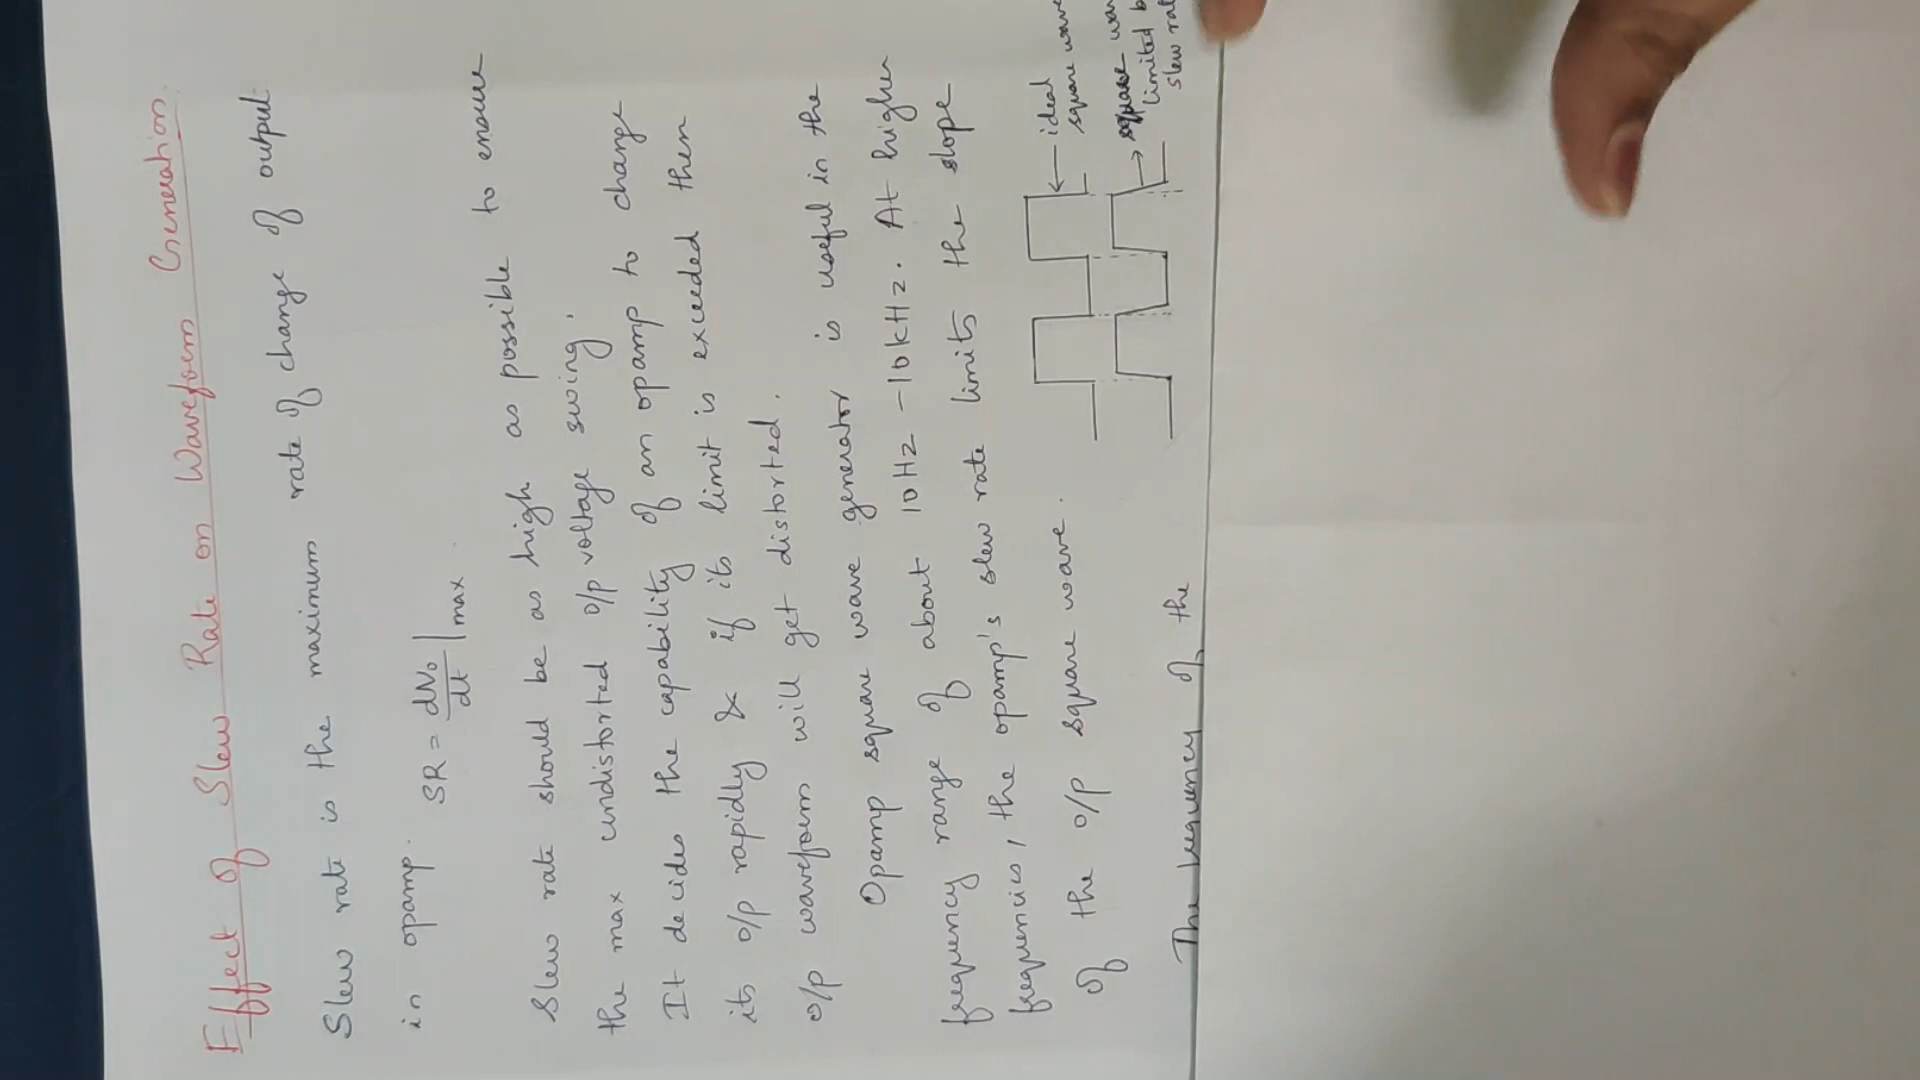 Effect of Slew Rate on Waveform Generation.
Slew rate is the maximum rate of change of output
in opamp. SR = dVo/dt |max
Slew rate should be as high as possible to ensure
the max undistorted o/p voltage swing.
It decides the capability of an opamp to change
its o/p rapidly & if its limit is exceeded then
o/p waveform will get distorted.
Opamp square wave generator is useful in the
frequency range of about 10Hz - 10kHz. At higher
frequencies, the opamp's slew rate limits the slope
of the o/p square wave.
ideal
square wave
square
limited
slew
The frequency of the